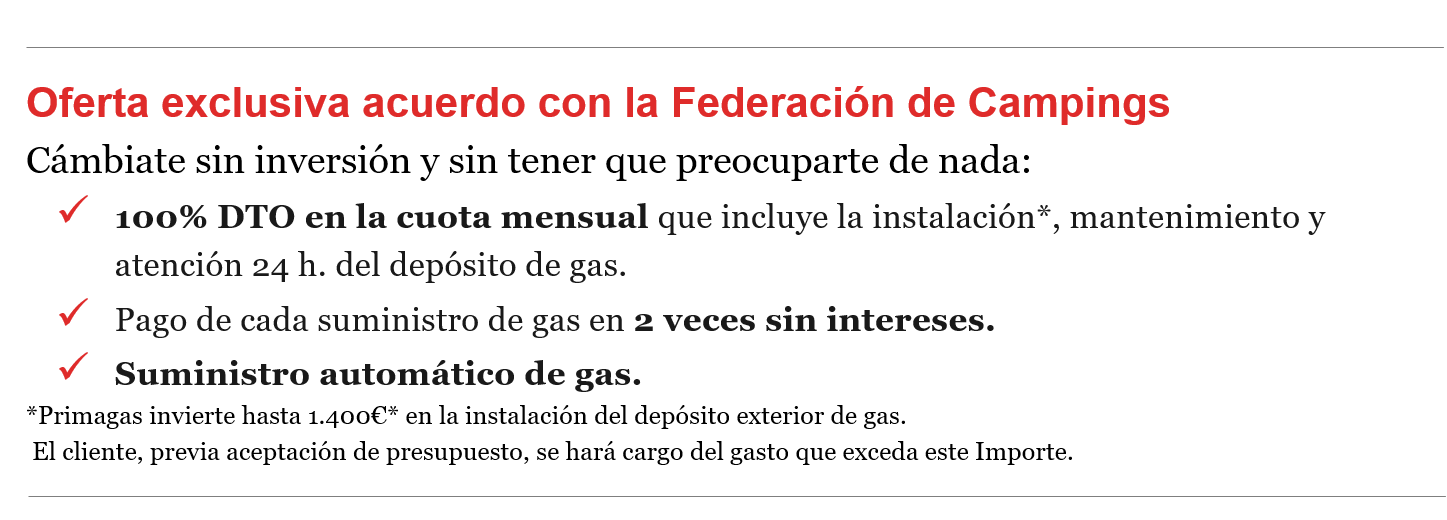 Oferta exclusiva acuerdo con la Federación de Campings
Cámbiate sin inversión y sin tener que preocuparte de nada:
✓ 100% DTO en la cuota mensual que incluye la instalación*, mantenimiento y
atención 24 h. del depósito de gas.
✓ Pago de cada suministro de gas en 2 veces sin intereses.
✓ Suministro automático de gas.
*Primagas invierte hasta 1.400€* en la instalación del depósito exterior de gas.
El cliente, previa aceptación de presupuesto, se hará cargo del gasto que exceda este Importe.